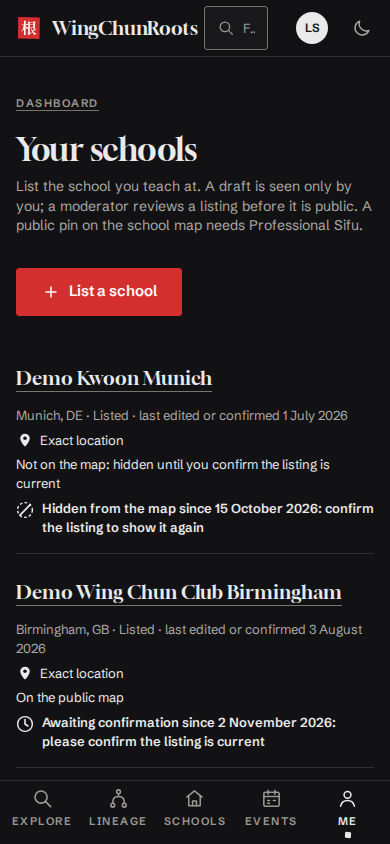 根 WingChunRoots F.. LS
DASHBOARD
Your schools
List the school you teach at. A draft is seen only by
you; a moderator reviews a listing before it is public. A
public pin on the school map needs Professional Sifu.
+ List a school
Demo Kwoon Munich
Munich, DE · Listed · last edited or confirmed 1 July 2026
Exact location
Not on the map: hidden until you confirm the listing is
current
Hidden from the map since 15 October 2026: confirm
the listing to show it again
Demo Wing Chun Club Birmingham
Birmingham, GB · Listed · last edited or confirmed 3 August
2026
Exact location
On the public map
Awaiting confirmation since 2 November 2026:
please confirm the listing is current
EXPLORE LINEAGE SCHOOLS EVENTS ME